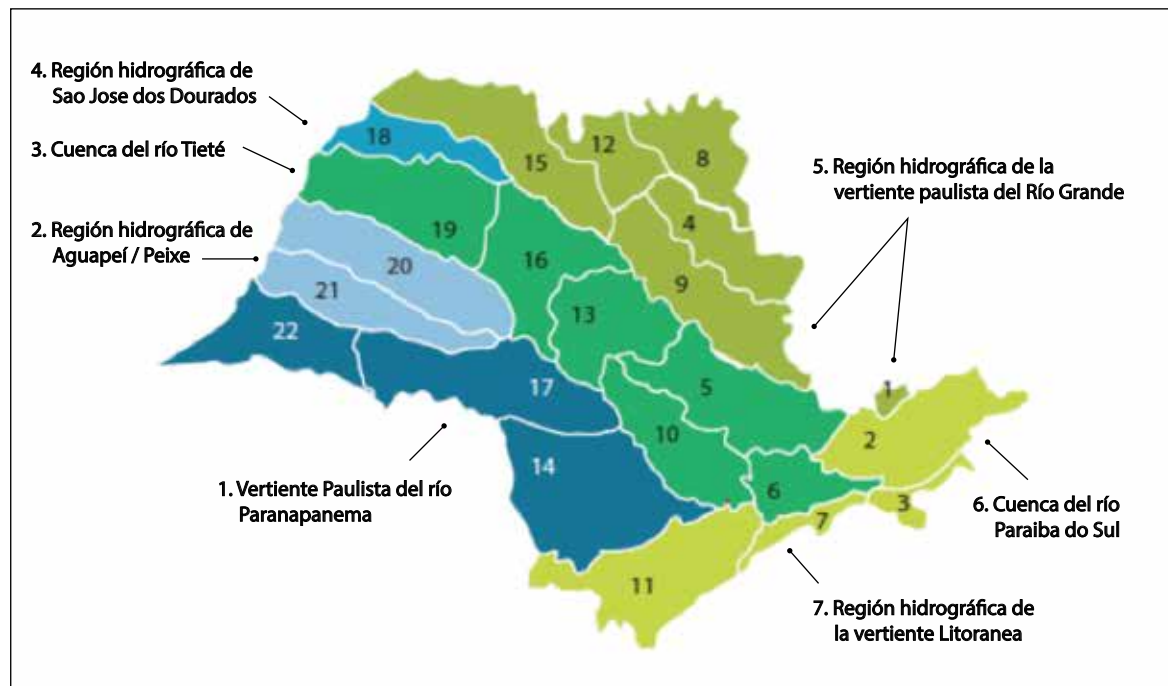 4. Región hidrográfica de
Sao Jose dos Dourados
3. Cuenca del río Tieté
2. Región hidrográfica de
Aguapeí / Peixe
1. Vertiente Paulista del río
Paranapanema
5. Región hidrográfica de la
vertiente paulista del Río Grande
6. Cuenca del río
Paraiba do Sul
7. Región hidrográfica de
la vertiente Litoranea
18
15
12
8
19
16
4
20
9
21
13
22
17
5
1
10
2
14
6
3
7
11